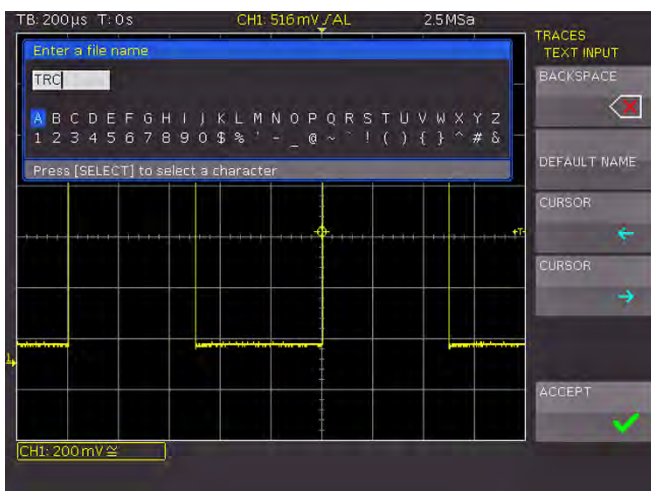 TB: 200µs T: 0s CH1: 516mV / AL 2.5MSa
TRACES
TEXT INPUT
Enter a file name
TRC
BACKSPACE
A B C D E F G H I J K L M N O P Q R S T U V W X Y Z
1 2 3 4 5 6 7 8 9 0 $ % ' - _ @ ~ ` ! ( ) { } ^ # &
Press [SELECT] to select a character
DEFAULT NAME
CURSOR
←
T
CURSOR
→
1
ACCEPT
CH1: 200mV ≅